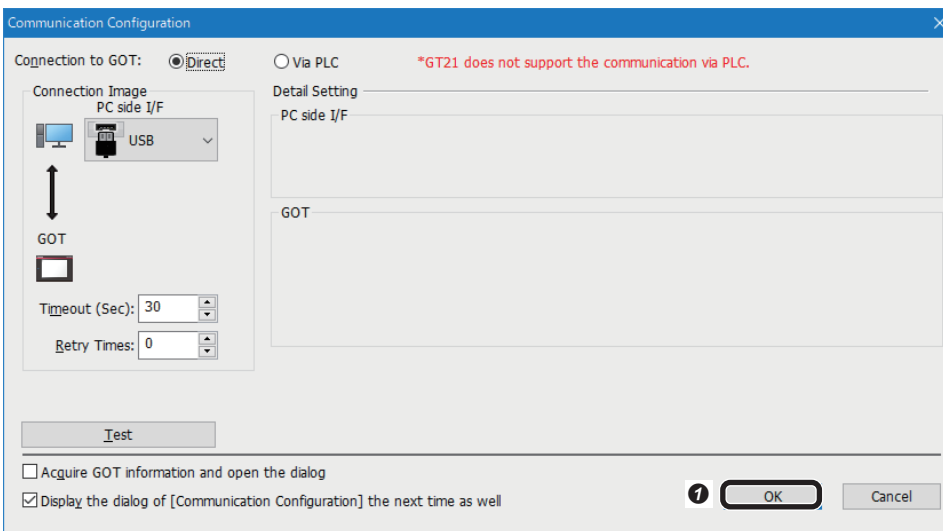 Communication Configuration
Connection to GOT: Direct Via PLC *GT21 does not support the communication via PLC.
Connection Image
Detail Setting
PC side I/F
PC side I/F
USB
GOT
GOT
Timeout (Sec): 30
Retry Times: 0
Test
Acquire GOT information and open the dialog
Display the dialog of [Communication Configuration] the next time as well
1 OK Cancel